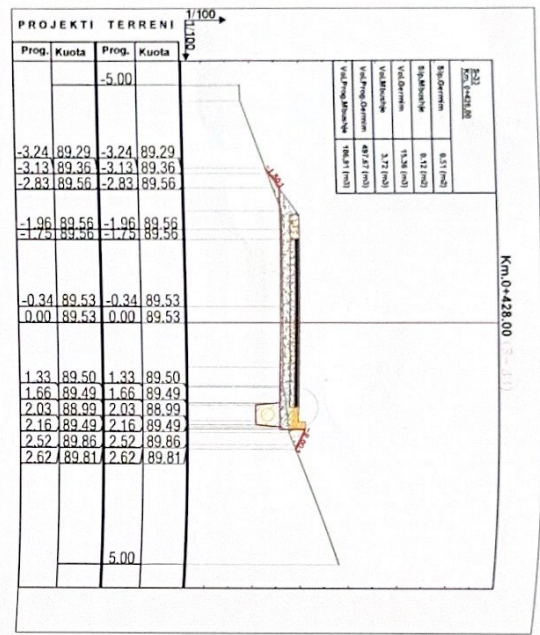 PROJEKTI TERRENI
1/100
1/100
Prog. Kuota Prog. Kuota
-5.00
-3,24 89.29 -3,24 89.29
-3.13 89.36 -3.13 89.36
-2.83 89.56 -2.83 89.56
-1.96 89.56 -1.96 89.56
-1.75 89.56 -1.75 89.56
-0.34 89.53 -0.34 89.53
0.00 89.53 0.00 89.53
1.33 89.50 1.33 89.50
1.66 89.49 1.66 89.49
2.03 88.99 2.03 88.99
2.16 89.49 2.16 89.49
2.52 89.86 2.52 89.86
2.62 89.81 2.62 89.81
5.00
Km. 0+428.00
Sip.Germim 0.51 (m2)
Sip.Mbushje 0.12 (m2)
Vol.Germim 15.36 (m3)
Vol.Mbushje 3.72 (m3)
Vol.Prog.Germim 497.67 (m3)
Vol.Prog.Mbushje
Km.0+428.00